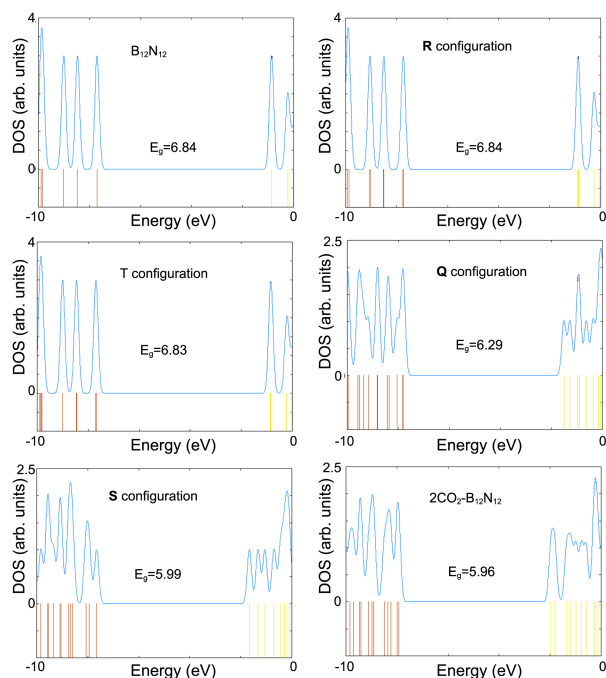 4
B12N12
DOS (arb. units)
Eg=6.84
0
-10
Energy (eV)
0
4
R configuration
DOS (arb. units)
Eg=6.84
0
-10
Energy (eV)
0
4
T configuration
DOS (arb. units)
Eg=6.83
0
-10
Energy (eV)
0
2.5
Q configuration
DOS (arb. units)
Eg=6.29
0
-10
Energy (eV)
0
2.5
S configuration
DOS (arb. units)
Eg=5.99
0
-10
Energy (eV)
0
2.5
2CO2-B12N12
DOS (arb. units)
Eg=5.96
0
-10
Energy (eV)
0